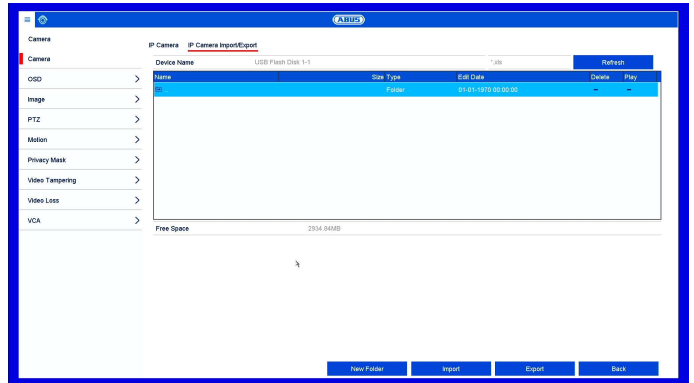 ABUS
Camera
IP Camera IP Camera Import/Export
Camera
Device Name USB Flash Disk 1-1 *.xls Refresh
OSD
Name Size Type Edit Date Delete Play
Folder 01-01-1970 00:00:00 — —
Image
PTZ
Motion
Privacy Mask
Video Tampering
Video Loss
VCA
Free Space 2934.84MB
New Folder Import Export Back